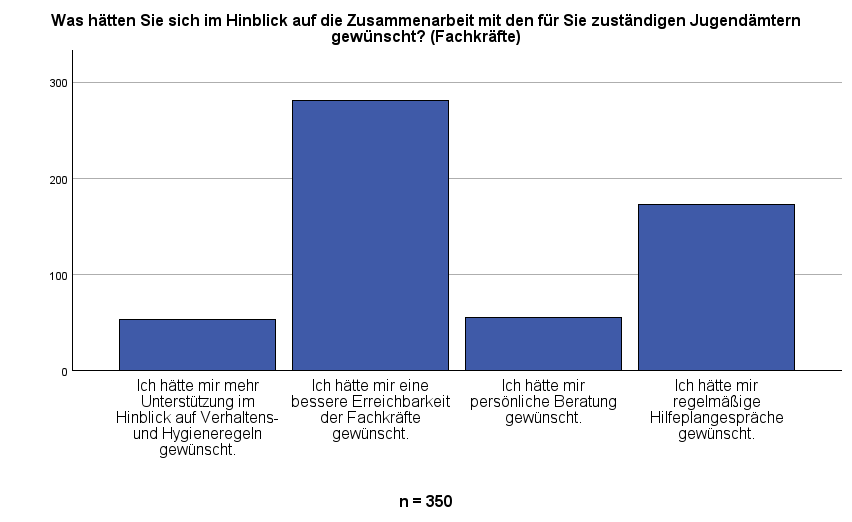 Was hätten Sie sich im Hinblick auf die Zusammenarbeit mit den für Sie zuständigen Jugendämtern
gewünscht? (Fachkräfte)
300
200
100
0
Ich hätte mir mehr
Unterstützung im
Hinblick auf Verhaltens-
und Hygieneregeln
gewünscht.
Ich hätte mir eine
bessere Erreichbarkeit
der Fachkräfte
gewünscht.
Ich hätte mir
persönliche Beratung
gewünscht.
Ich hätte mir
regelmäßige
Hilfeplangespräche
gewünscht.
n = 350